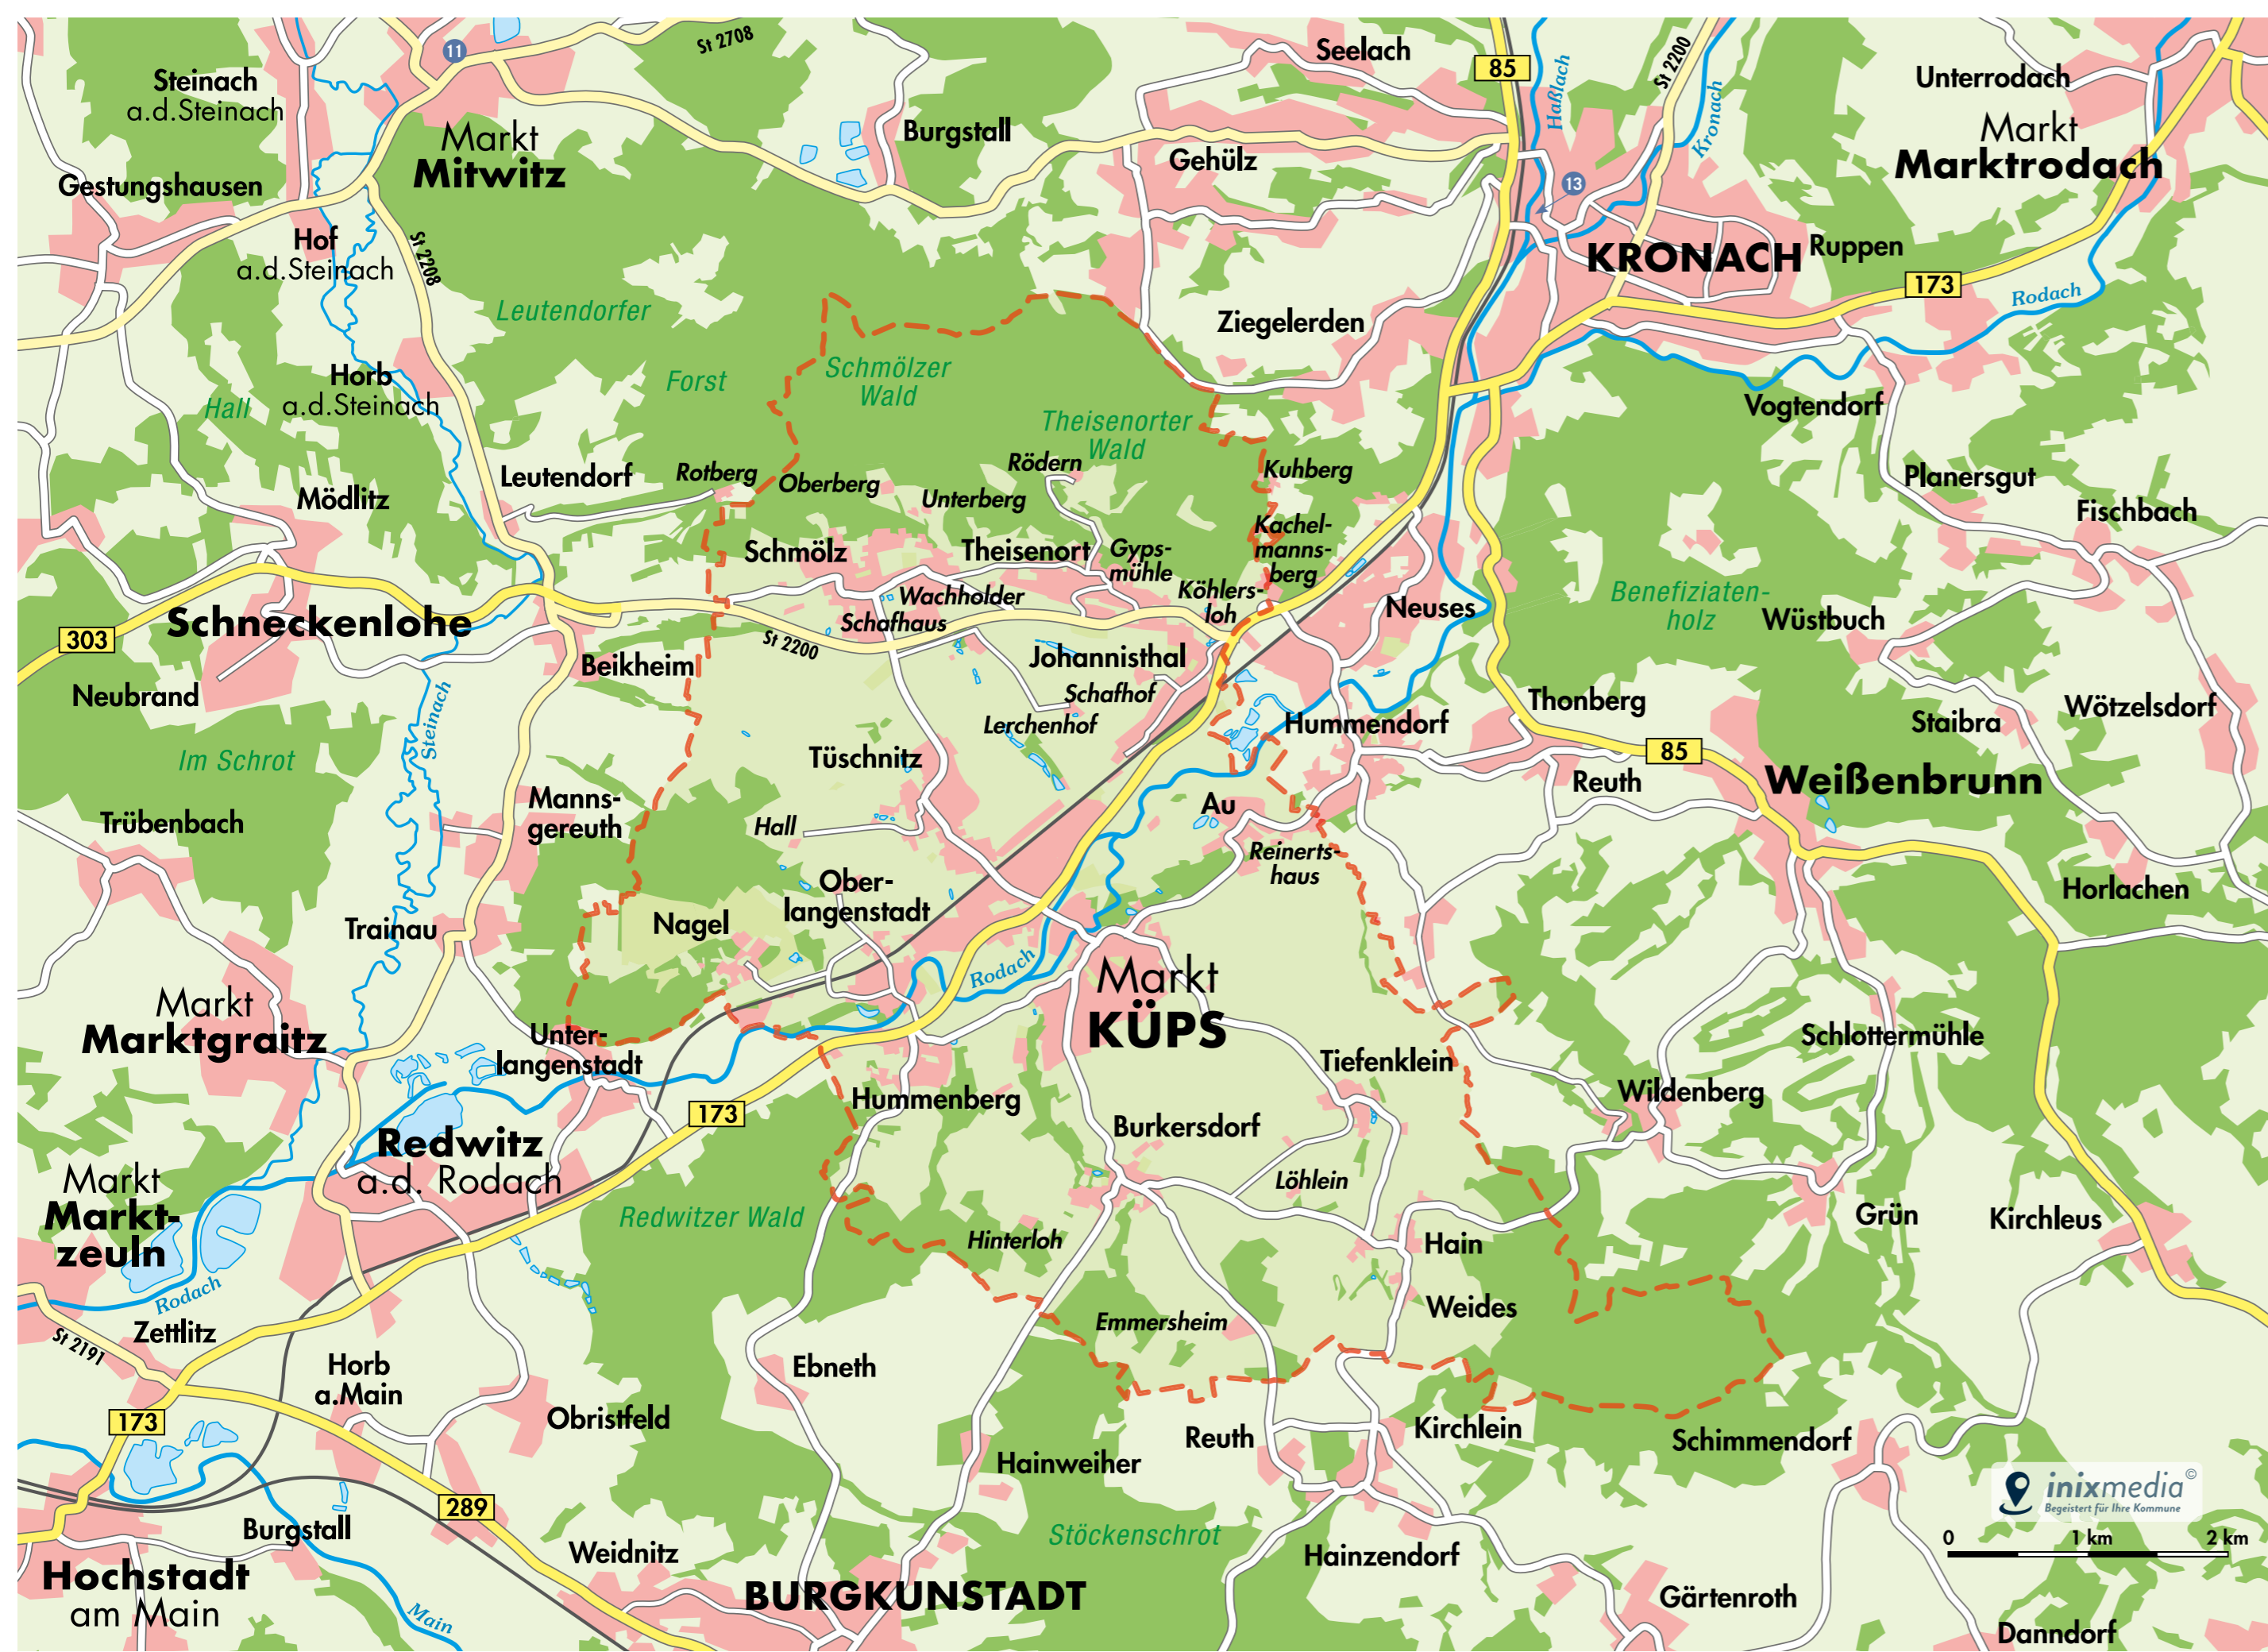 St 2708
11
Seelach
85
St 2200
Haßlach
Kronach
Unterrodach
Steinach
a.d.Steinach
Markt
Mitwitz
Burgstall
Gehülz
13
Markt
Marktrodach
Gestungshausen
Hof
a.d.Steinach
St 2208
KRONACH
Ruppen
173
Rodach
Leutendorfer
Forst
Schmölzer
Wald
Ziegelerden
Horb
a.d.Steinach
Hall
Theisenorter
Wald
Vogtendorf
Mödlitz
Leutendorf
Rotberg
Oberberg
Unterberg
Rödern
Kuhberg
Planersgut
Fischbach
Schmölz
Theisenort
Gyps-
mühle
Kachel-
manns-
berg
Wachholder
Schafhaus
Köhlers-
loh
Neuses
Benefiziaten-
holz
Wüstbuch
303
Schneckenlohe
St 2200
Beikheim
Johannisthal
Schafhof
Lerchenhof
Neubrand
Steinach
Im Schrot
Hummendorf
Thonberg
85
Reuth
Weißenbrunn
Staibra
Wötzelsdorf
Tüschnitz
Hall
Manns-
gereuth
Trübenbach
Au
Reinerts-
haus
Horlachen
Ober-
langenstadt
Nagel
Trainau
Rodach
Markt
KÜPS
Markt
Marktgraitz
Unter-
langenstadt
Schlottermühle
Tiefenklein
Wildenberg
Hummenberg
173
Burkersdorf
Löhlein
Redwitz
a.d. Rodach
Markt
Markt-
zeuln
Redwitzer Wald
Hinterloh
Hain
Grün
Kirchleus
Rodach
Zettlitz
St 2191
Emmersheim
Weides
Horb
a.Main
Ebneth
173
Obristfeld
Reuth
Kirchlein
Schimmendorf
Hainweiher
inixmedia©
Begeistert für Ihre Kommune
289
Burgstall
Stöckenschrot
0 1 km 2 km
Weidnitz
Hainzendorf
Hochstadt
am Main
Main
BURGKUNSTADT
Gärtenroth
Danndorf